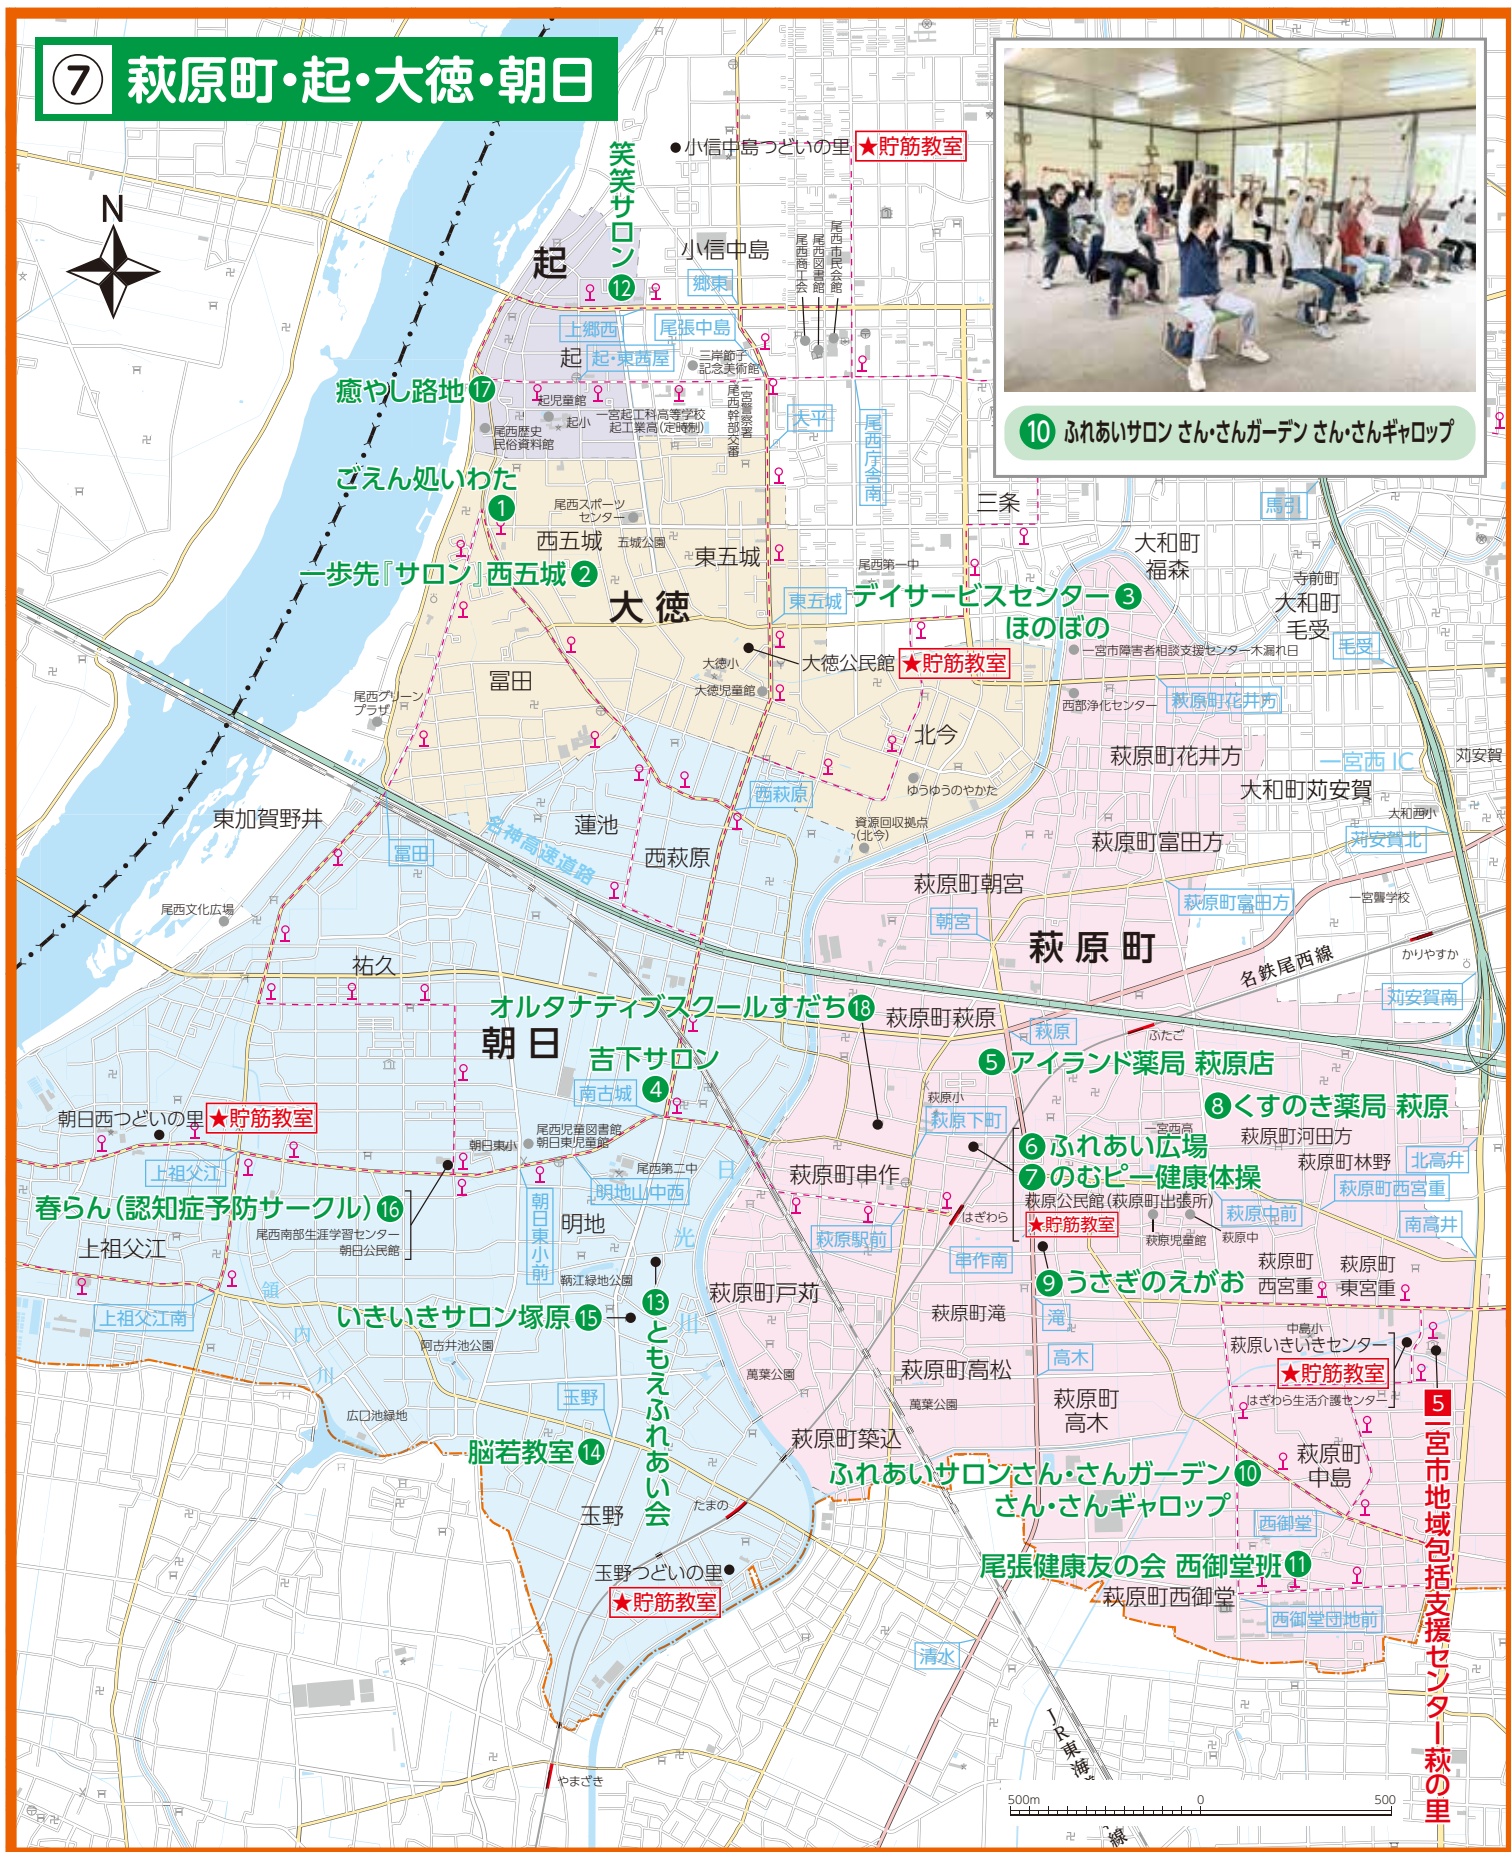 ⑦ 萩原町・起・大徳・朝日
N
小信中島つどいの里 ★貯筋教室
笑笑サロン⑫
起
小信中島
尾西商工会
尾西図書館
尾西市民会館
郷東
上郷西
尾張中島
起
起・東茜屋
三岸節子
記念美術館
癒やし路地⑰
起児童館
起小
一宮起工科高等学校
起工業高(定時制)
一宮警察署
尾西幹部交番
大平
尾西庁舎南
尾西歴史
民俗資料館
⑩ ふれあいサロン さん・さんガーデン さん・さんギャロップ
ごえん処いわた
①
尾西スポーツ
センター
西五城
五城公園
東五城
三条
馬引
大和町
福森
一歩先『サロン』西五城②
尾西第一中
寺前町
大和町
毛受
大徳
東五城
デイサービスセンター③
ほのぼの
毛受
一宮市障害者相談支援センター木漏れ日
大徳小
大徳公民館 ★貯筋教室
大徳児童館
冨田
尾西グリーン
プラザ
西部浄化センター
萩原町花井方
北今
萩原町花井方
一宮西IC
苅安賀
大和町苅安賀
ゆうゆうのやかた
西萩原
東加賀野井
蓮池
資源回収拠点
(北今)
大和西小
苅安賀北
萩原町富田方
名神高速道路
冨田
西萩原
萩原町朝宮
萩原町富田方
一宮聾学校
尾西文化広場
朝宮
萩原町
名鉄尾西線
かりやすか
祐久
苅安賀南
オルタナティブスクールすだち⑱
萩原町萩原
萩原
ふたご
朝日
吉下サロン
④
⑤アイランド薬局 萩原店
南古城
萩原小
⑧くすのき薬局 萩原
朝日西つどいの里 ★貯筋教室
萩原下町
一宮西高
萩原町河田方
朝日東小
尾西児童図書館
朝日東児童館
⑥ふれあい広場
⑦のむピー健康体操
萩原町林野
北高井
上祖父江
尾西第二中
日光川
萩原町串作
萩原町西宮重
明地山中西
春らん(認知症予防サークル)⑯
朝日東小前
萩原公民館(萩原町出張所)
★貯筋教室
萩原中前
南高井
尾西南部生涯学習センター
朝日公民館
明地
はぎわら
萩原駅前
萩原児童館
萩原中
上祖父江
串作南
萩原町
西宮重
萩原町
東宮重
鞆江緑地公園
⑨うさぎのえがお
領内川
萩原町戸苅
上祖父江南
いきいきサロン塚原⑮
⑬ともえふれあい会
萩原町滝
滝
中島小
萩原いきいきセンター
★貯筋教室
はぎわら生活介護センター
阿古井池公園
高木
萬葉公園
萩原町高松
玉野
萬葉公園
萩原町
高木
5 一宮市地域包括支援センター萩の里
広口池緑地
脳若教室⑭
萩原町築込
萩原町
中島
ふれあいサロンさん・さんガーデン⑩
さん・さんギャロップ
たまの
玉野
西御堂
尾張健康友の会 西御堂班⑪
玉野つどいの里
★貯筋教室
萩原町西御堂
西御堂団地前
清水
JR東海
線
やまざき
500m 0 500